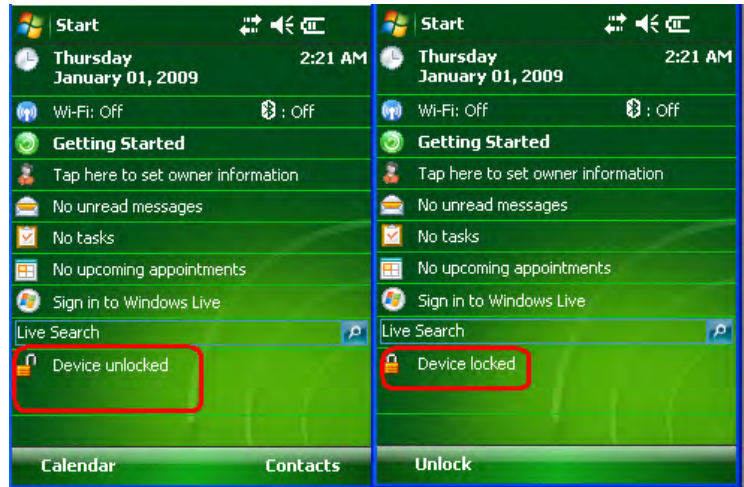 Start
Thursday 2:21 AM
January 01, 2009
Wi-Fi: Off : Off
Getting Started
Tap here to set owner information
No unread messages
No tasks
No upcoming appointments
Sign in to Windows Live
Live Search
Device unlocked
Calendar Contacts
Start
Thursday 2:21 AM
January 01, 2009
Wi-Fi: Off : Off
Getting Started
Tap here to set owner information
No unread messages
No tasks
No upcoming appointments
Sign in to Windows Live
Live Search
Device locked
Unlock